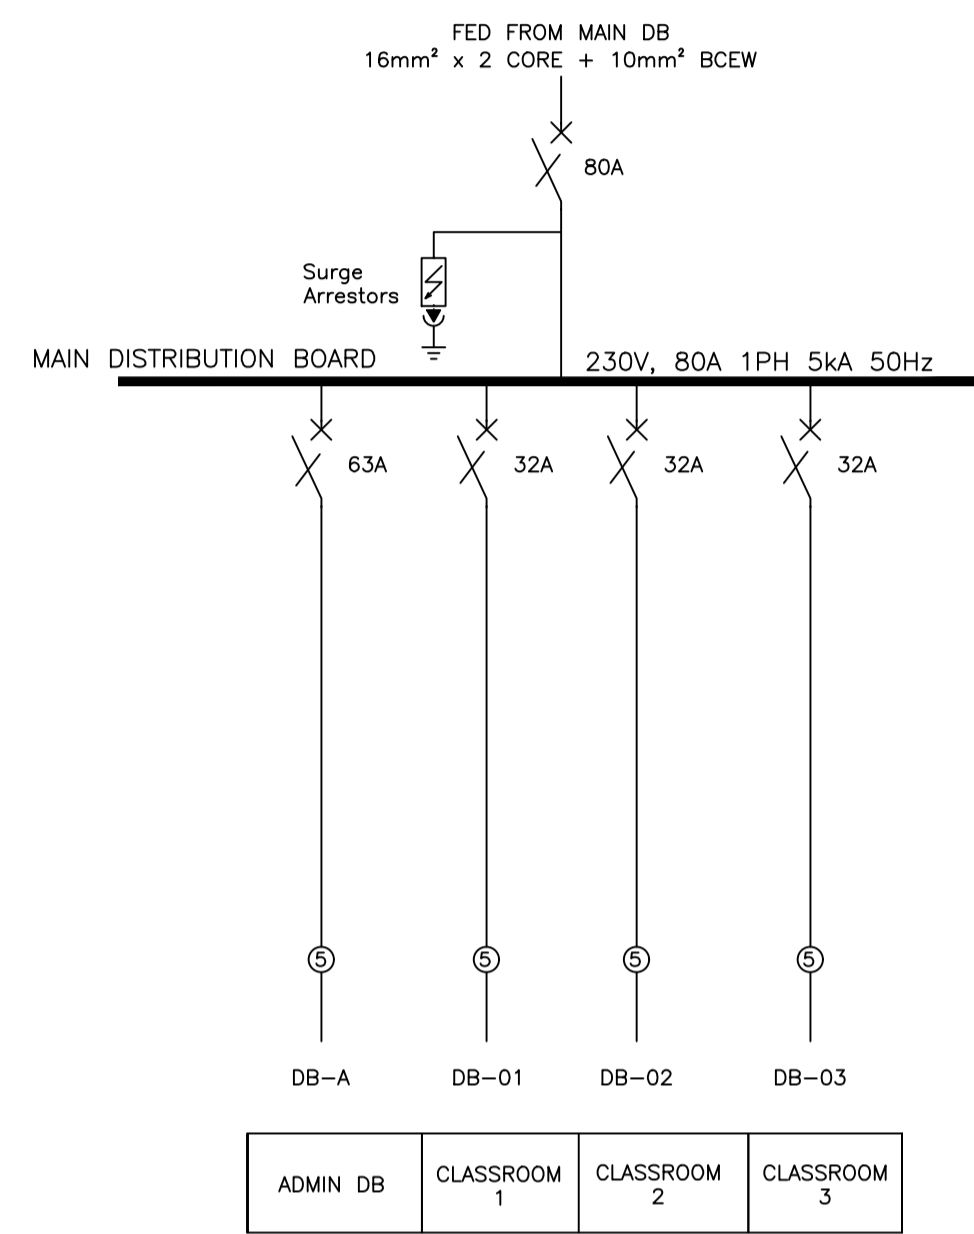 FED FROM MAIN DB
16mm² x 2 CORE + 10mm² BCEW
80A
Surge
Arrestors
MAIN DISTRIBUTION BOARD
230V, 80A 1PH 5kA 50Hz
63A
32A
32A
32A
5
5
5
5
DB-A
DB-01
DB-02
DB-03
ADMIN DB
CLASSROOM
1
CLASSROOM
2
CLASSROOM
3